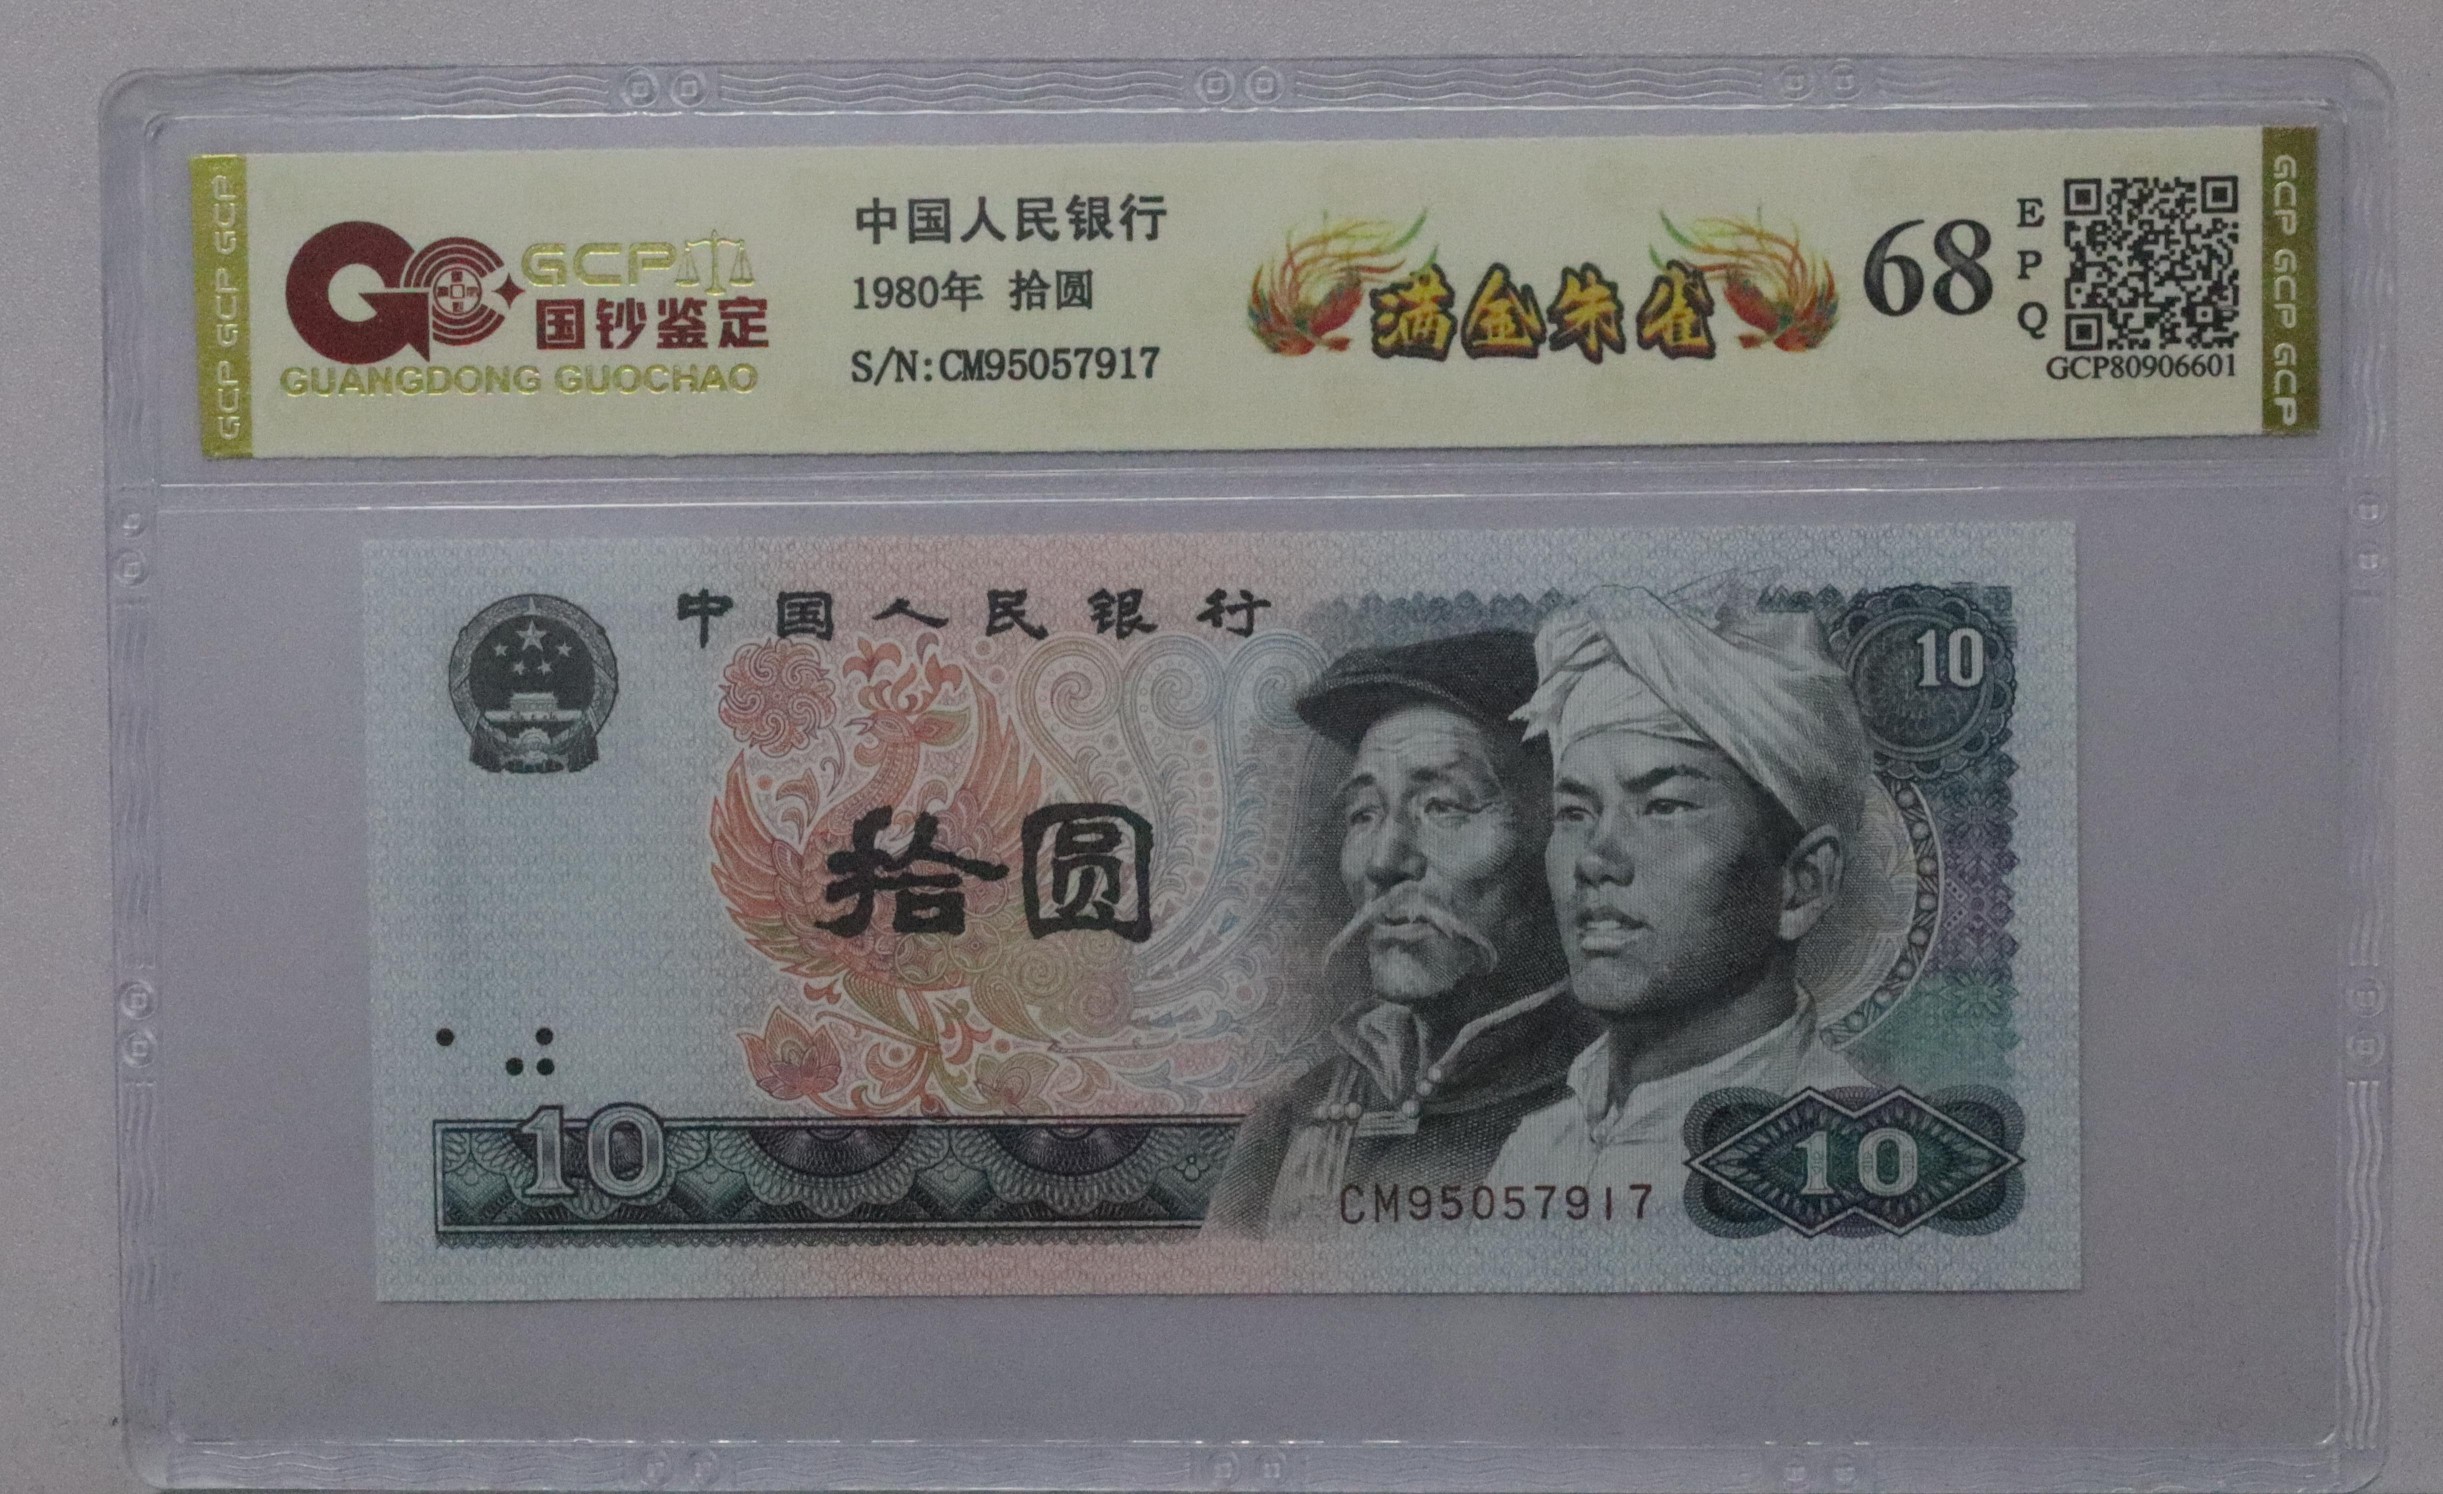 GCP GCP GCP
GCP
国钞鉴定
GUANGDONG GUOCHAO
中国人民银行
1980年 拾圆
S/N:CM95057917
满金朱雀
68
EPQ
GCP80906601
GCP GCP GCP
中国人民银行
10
拾圆
10
CM95057917
10